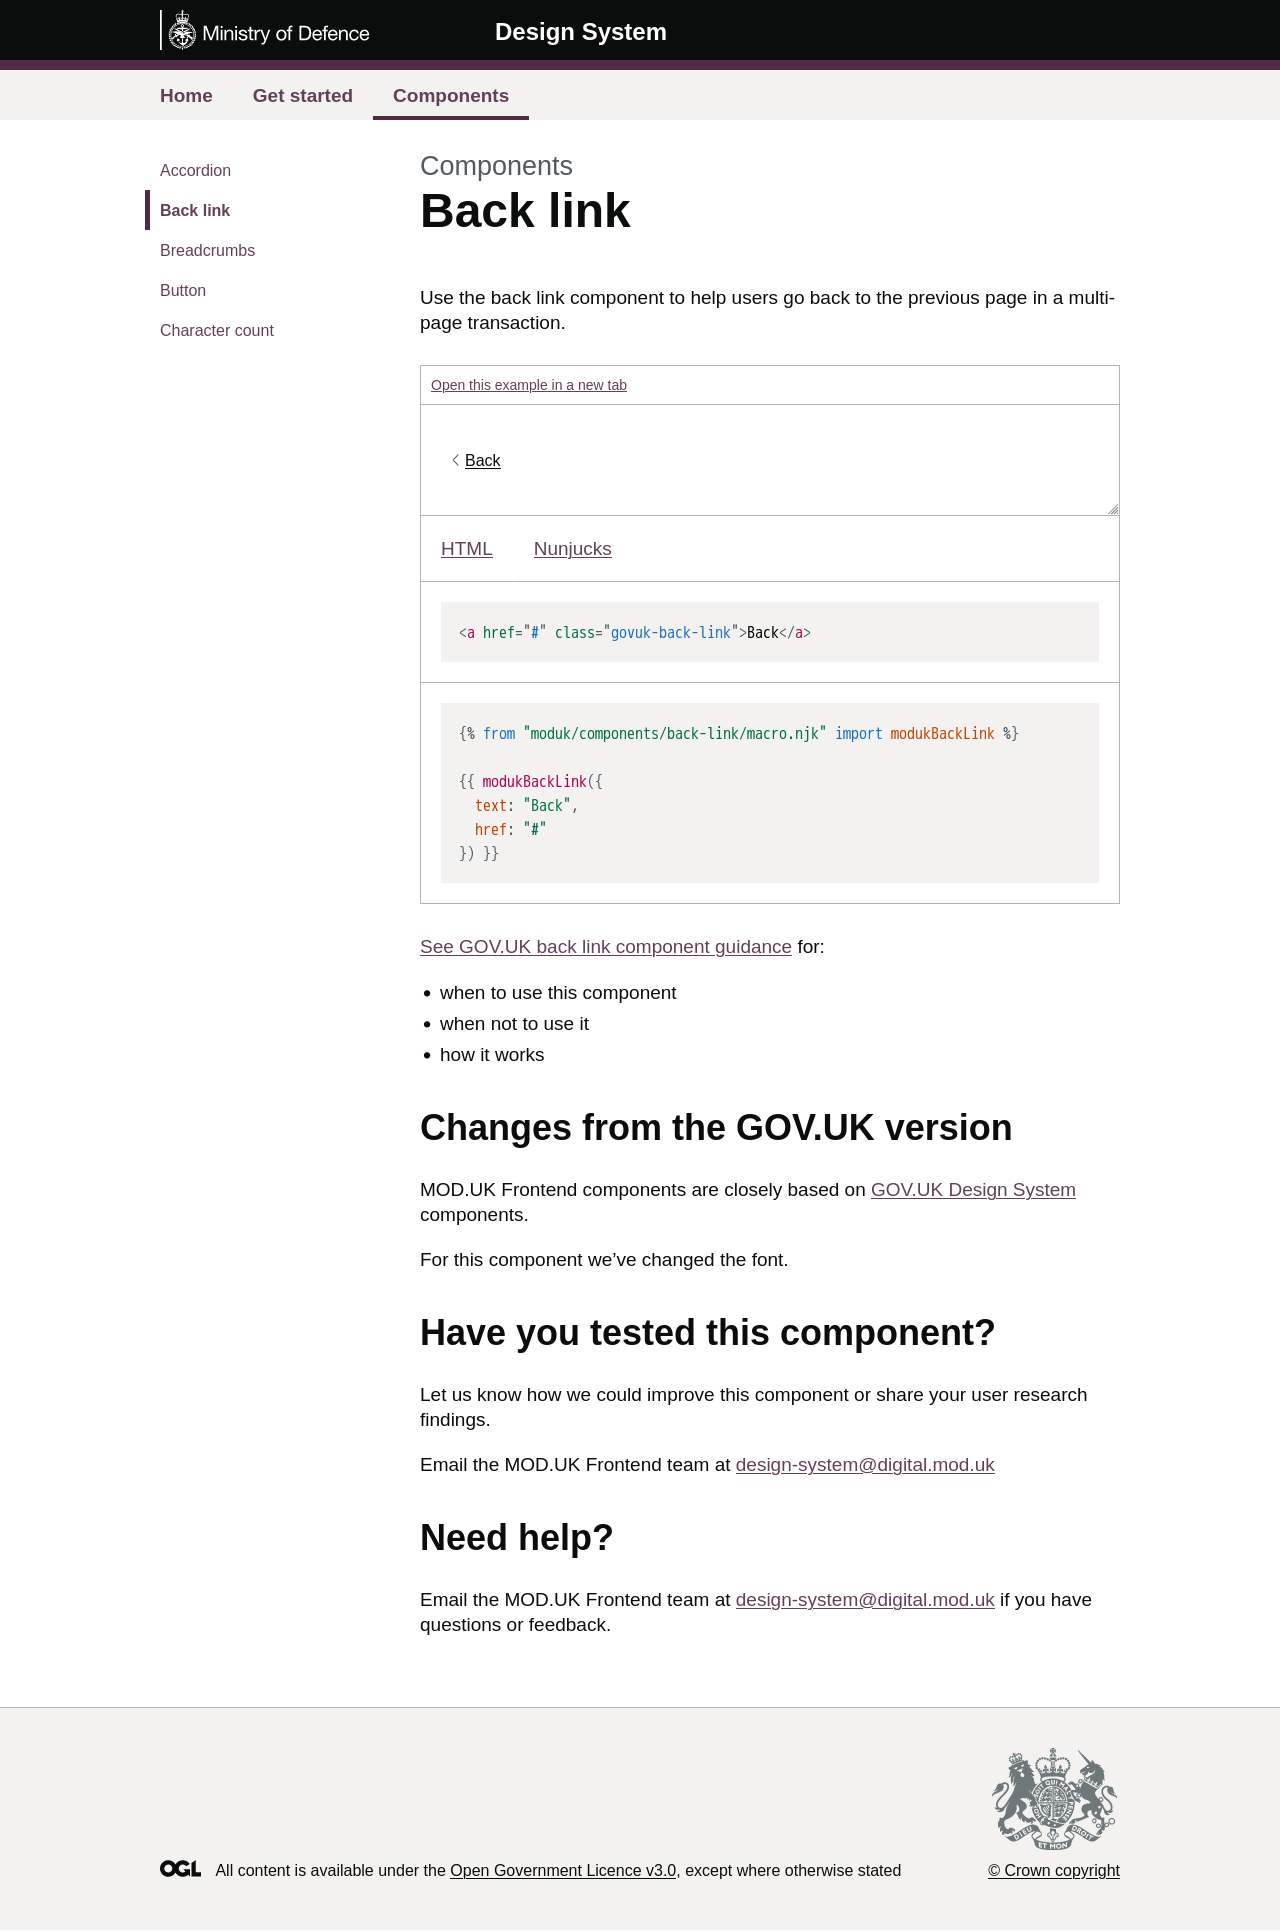 Ministry of Defence
Design System
Home
Get started
Components
Accordion
Back link
Breadcrumbs
Button
Character count
Components
Back link
Use the back link component to help users go back to the previous page in a multi-
page transaction.
Open this example in a new tab
Back
HTML
Nunjucks
<a href="#" class="govuk-back-link">Back</a>
{% from "moduk/components/back-link/macro.njk" import modukBackLink %}
{{ modukBackLink({
  text: "Back",
  href: "#"
}) }}
See GOV.UK back link component guidance for:
• when to use this component
• when not to use it
• how it works
Changes from the GOV.UK version
MOD.UK Frontend components are closely based on GOV.UK Design System
components.
For this component we’ve changed the font.
Have you tested this component?
Let us know how we could improve this component or share your user research
findings.
Email the MOD.UK Frontend team at design-system@digital.mod.uk
Need help?
Email the MOD.UK Frontend team at design-system@digital.mod.uk if you have
questions or feedback.
OGL All content is available under the Open Government Licence v3.0, except where otherwise stated
© Crown copyright